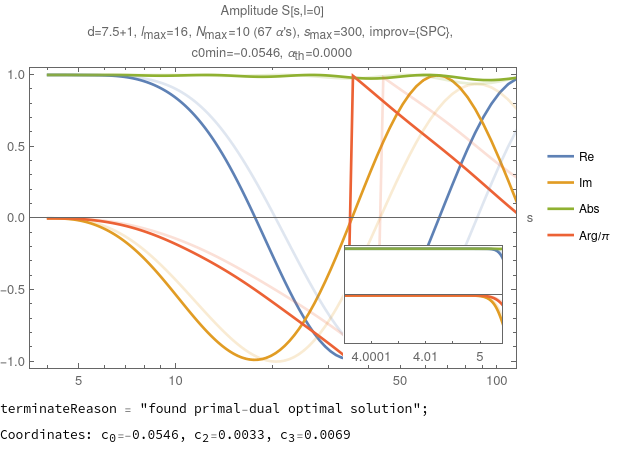 Amplitude S[s,l=0]
d=7.5+1, lmax=16, Nmax=10 (67 α's), smax=300, improv={SPC},
c0min=-0.0546, αth=0.0000
1.0
0.5
0.0
-0.5
-1.0
s
Re
Im
Abs
Arg/π
4.0001 4.01 5
5 10 50 100
terminateReason = "found primal-dual optimal solution";
Coordinates: c0=-0.0546, c2=0.0033, c3=0.0069